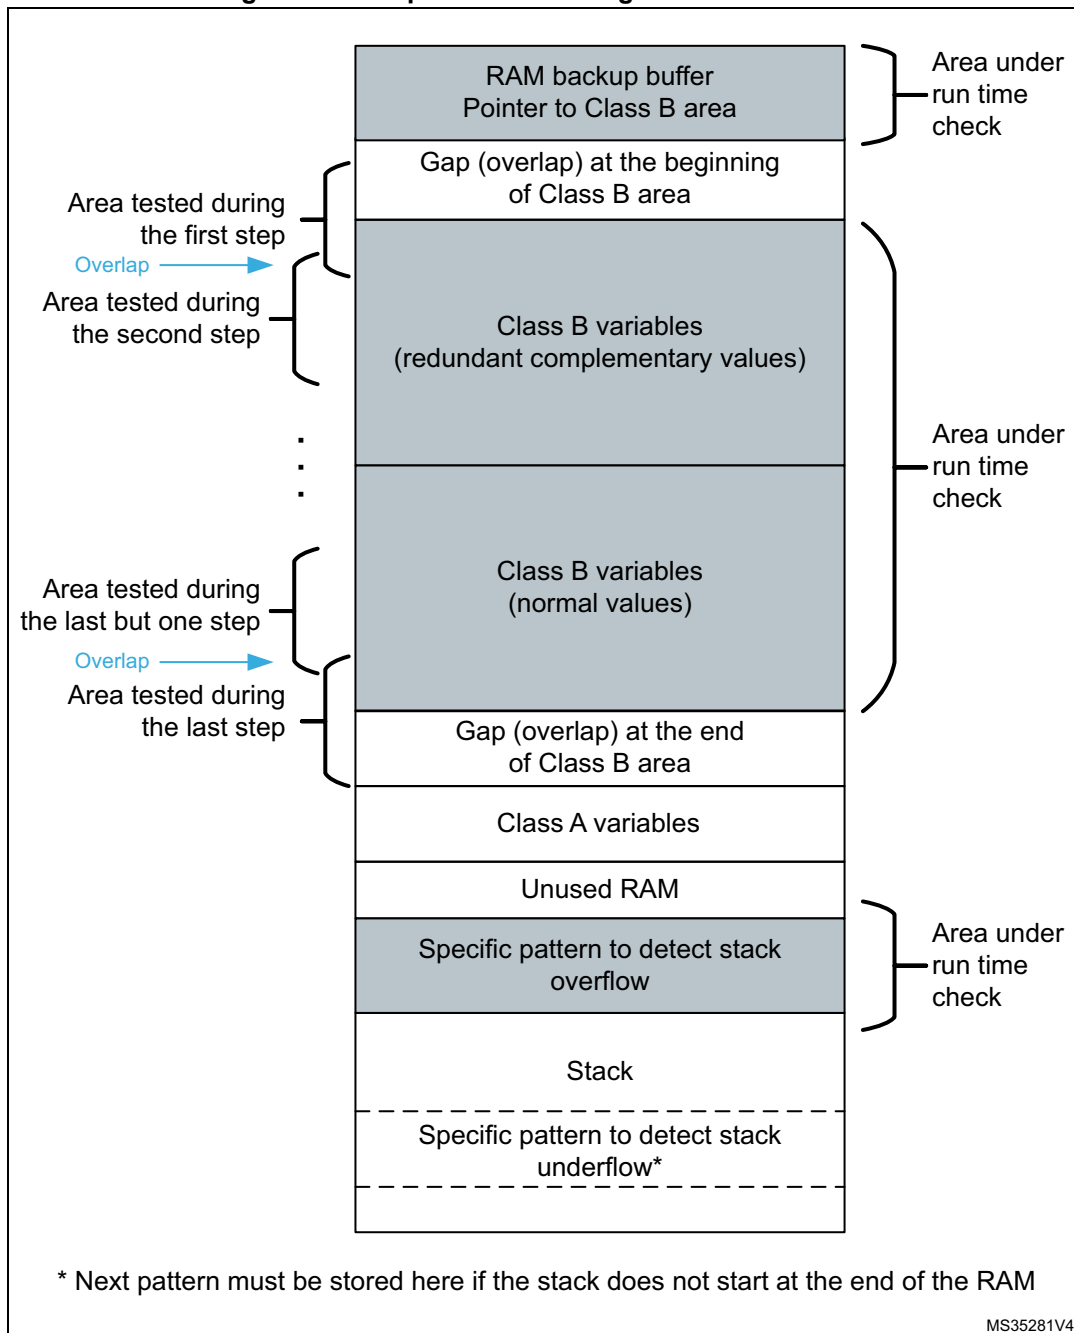 RAM backup buffer
Pointer to Class B area
Area under
run time
check
Gap (overlap) at the beginning
of Class B area
Area tested during
the first step
Overlap
Area tested during
the second step
Class B variables
(redundant complementary values)
Area under
run time
check
Class B variables
(normal values)
Area tested during
the last but one step
Overlap
Area tested during
the last step
Gap (overlap) at the end
of Class B area
Class A variables
Unused RAM
Specific pattern to detect stack
overflow
Area under
run time
check
Stack
Specific pattern to detect stack
underflow*
* Next pattern must be stored here if the stack does not start at the end of the RAM
MS35281V4